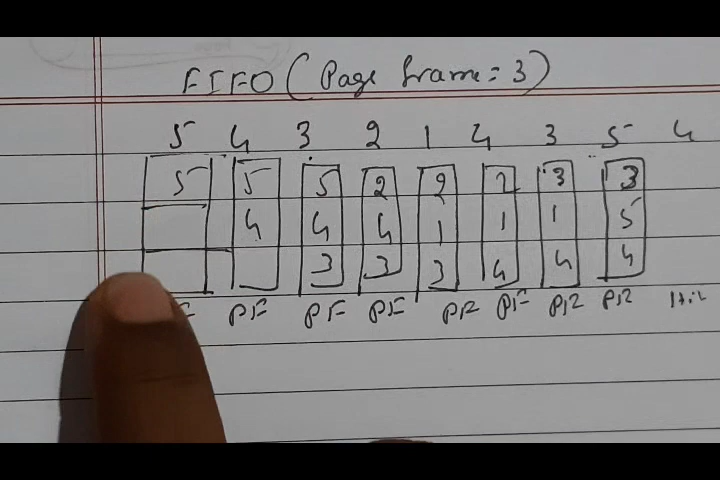 FIFO (Page frame = 3)
5 4 3 2 1 4 3 5 4
5 5 5 2 2 2 3 3
4 4 4 1 1 1 5
3 3 3 4 4 4
F PF PF PF PF PF PF PF Hit